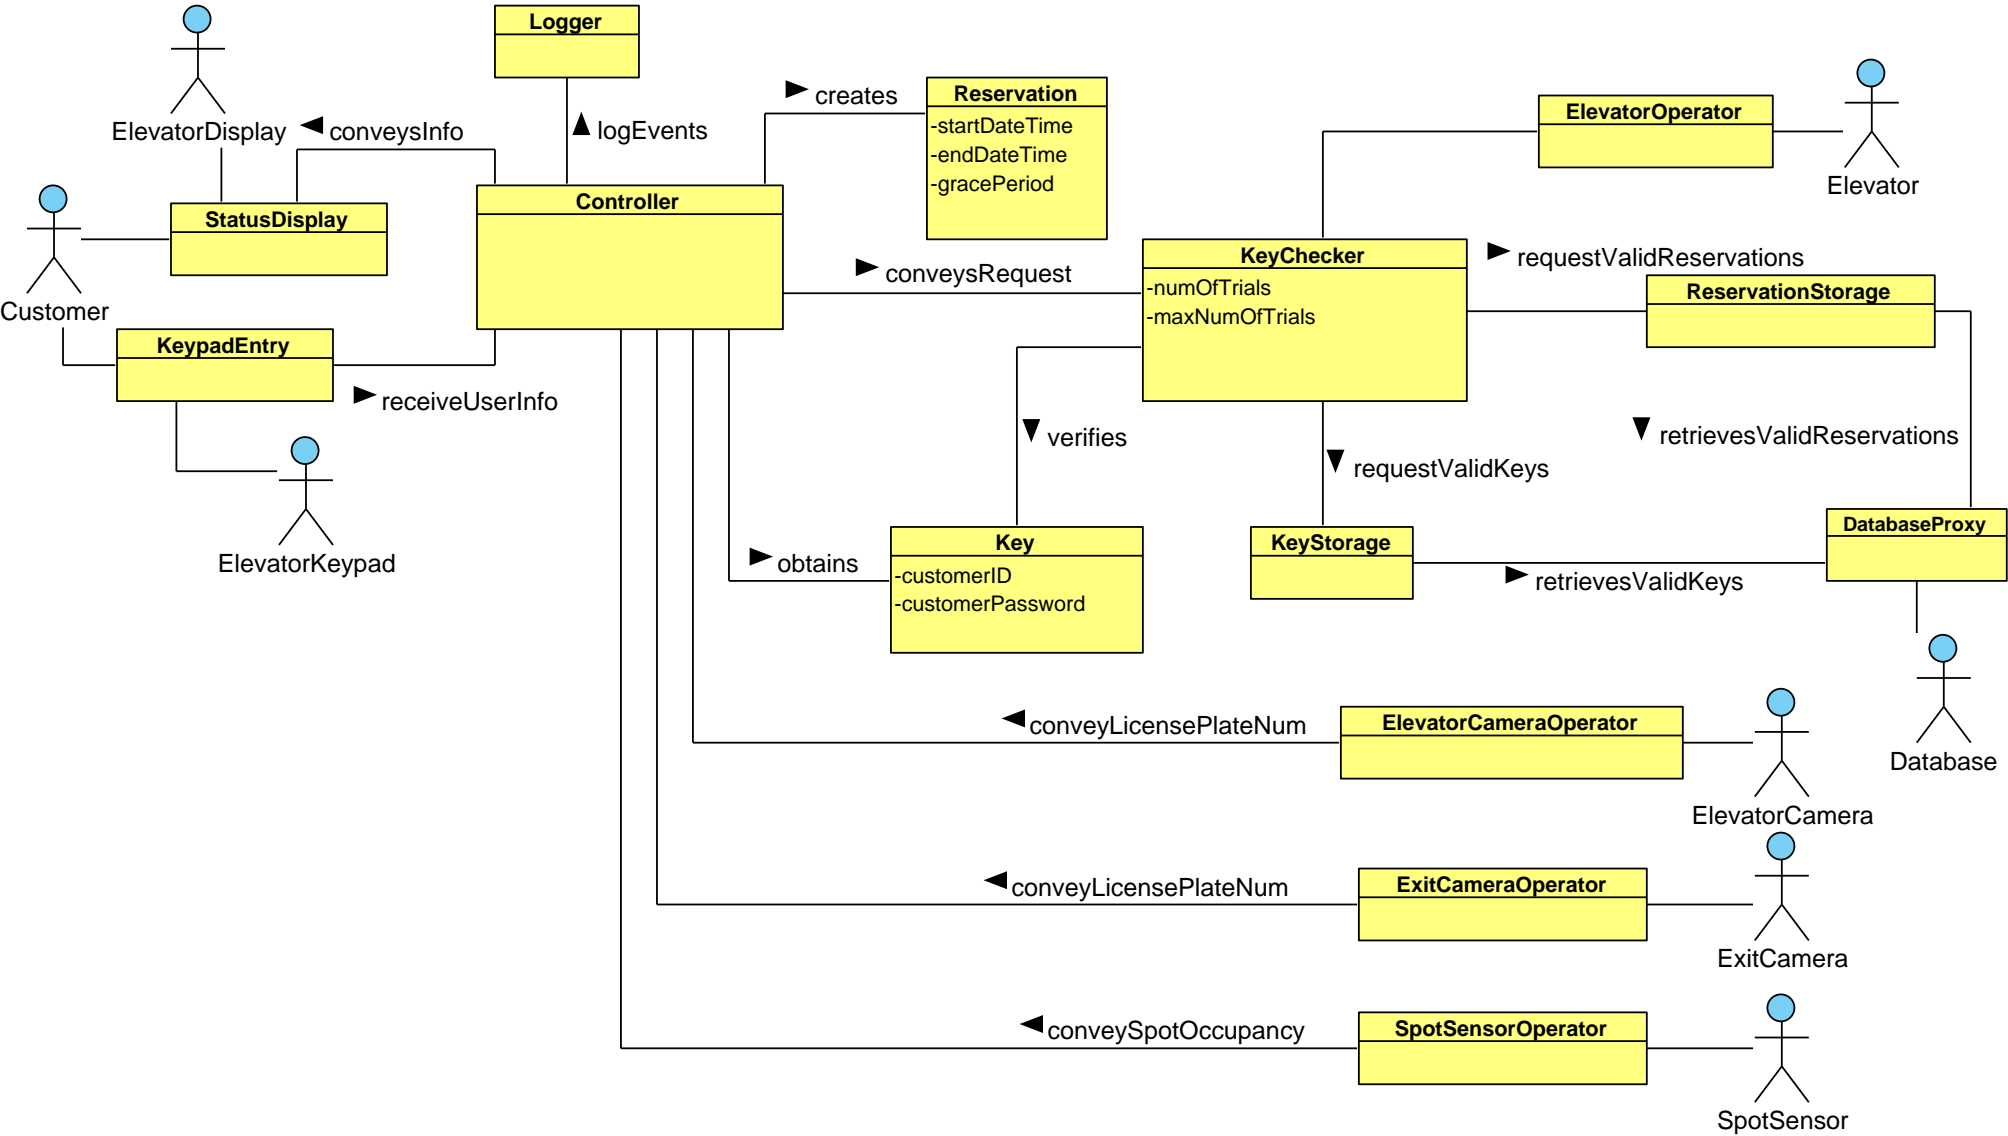 Logger
Reservation
-startDateTime
-endDateTime
-gracePeriod
creates
ElevatorOperator
Elevator
ElevatorDisplay
conveysInfo
logEvents
Controller
StatusDisplay
Customer
KeypadEntry
receiveUserInfo
ElevatorKeypad
conveysRequest
KeyChecker
-numOfTrials
-maxNumOfTrials
requestValidReservations
ReservationStorage
retrievesValidReservations
verifies
requestValidKeys
obtains
Key
-customerID
-customerPassword
KeyStorage
retrievesValidKeys
DatabaseProxy
Database
conveyLicensePlateNum
ElevatorCameraOperator
ElevatorCamera
conveyLicensePlateNum
ExitCameraOperator
ExitCamera
conveySpotOccupancy
SpotSensorOperator
SpotSensor